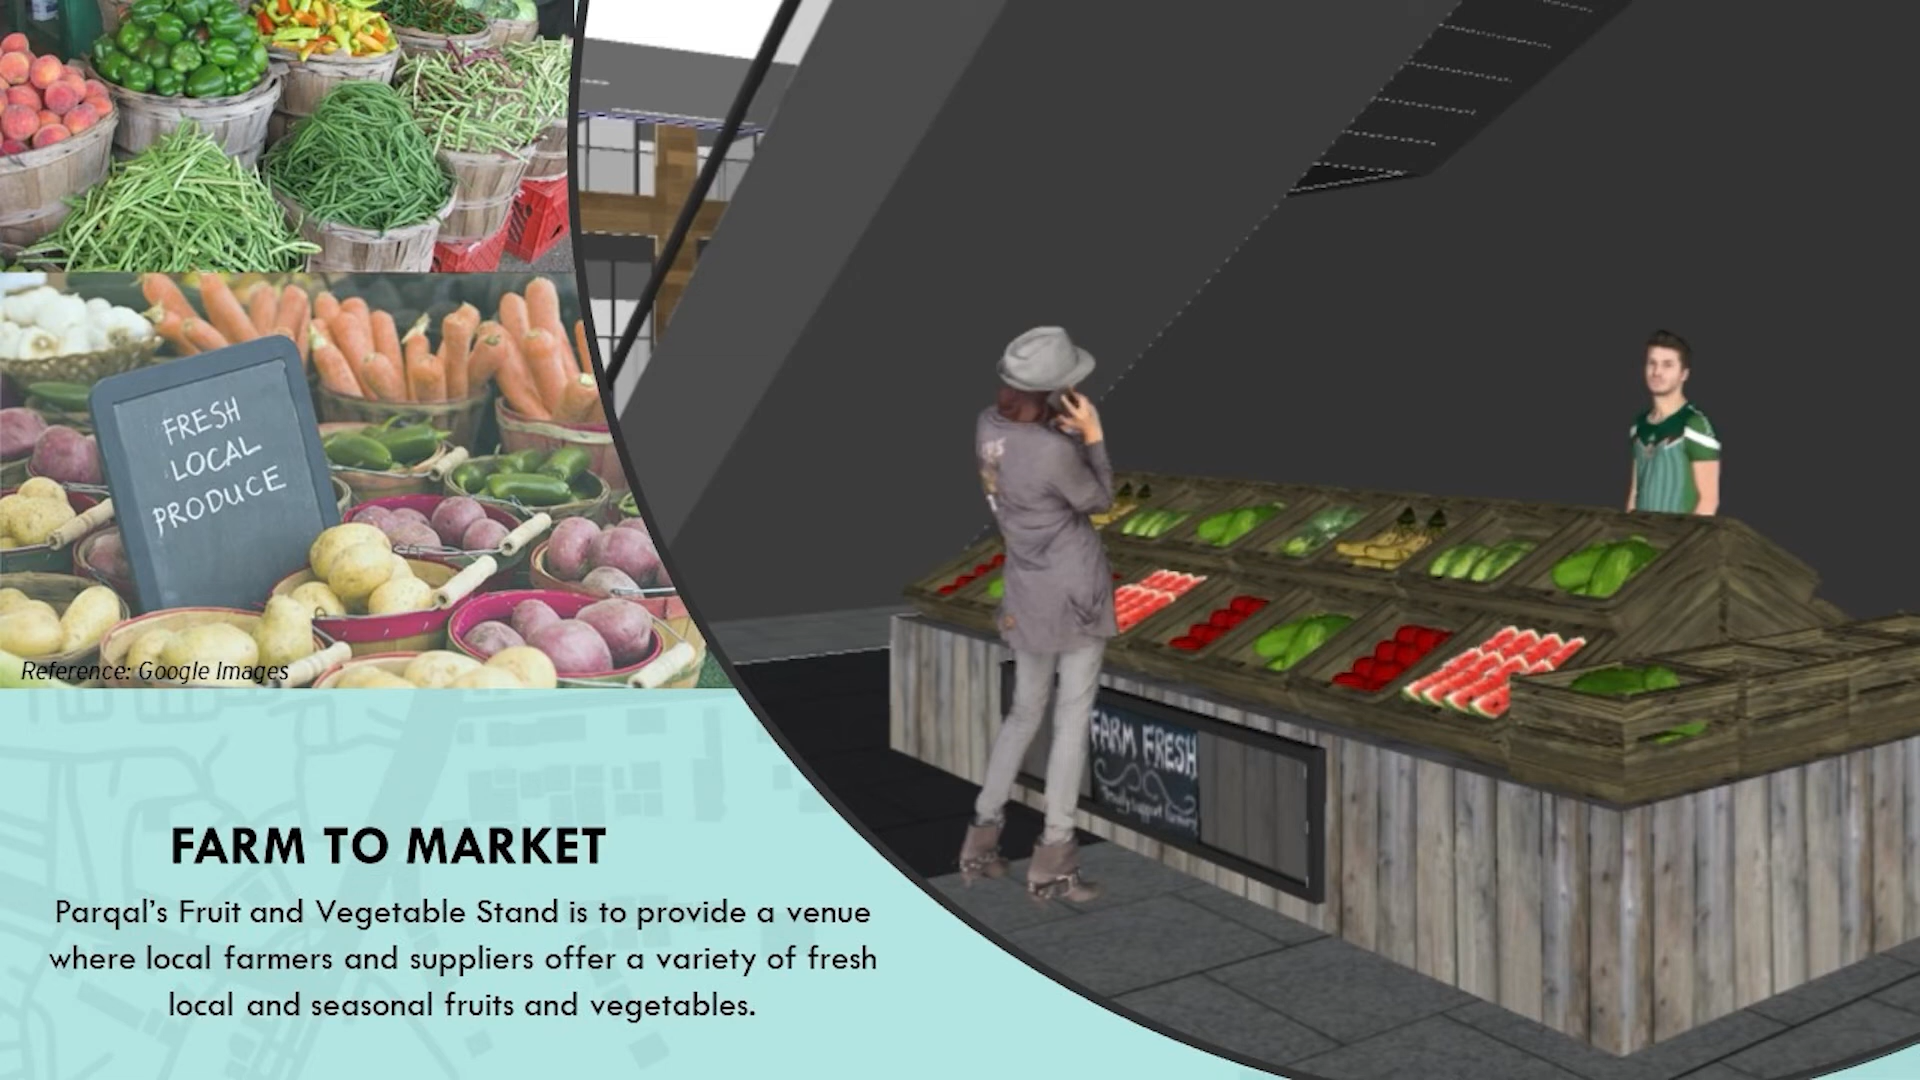 FRESH
LOCAL
PRODUCE
Reference: Google Images
FARM FRESH
FARM TO MARKET
Parqal’s Fruit and Vegetable Stand is to provide a venue
where local farmers and suppliers offer a variety of fresh
local and seasonal fruits and vegetables.